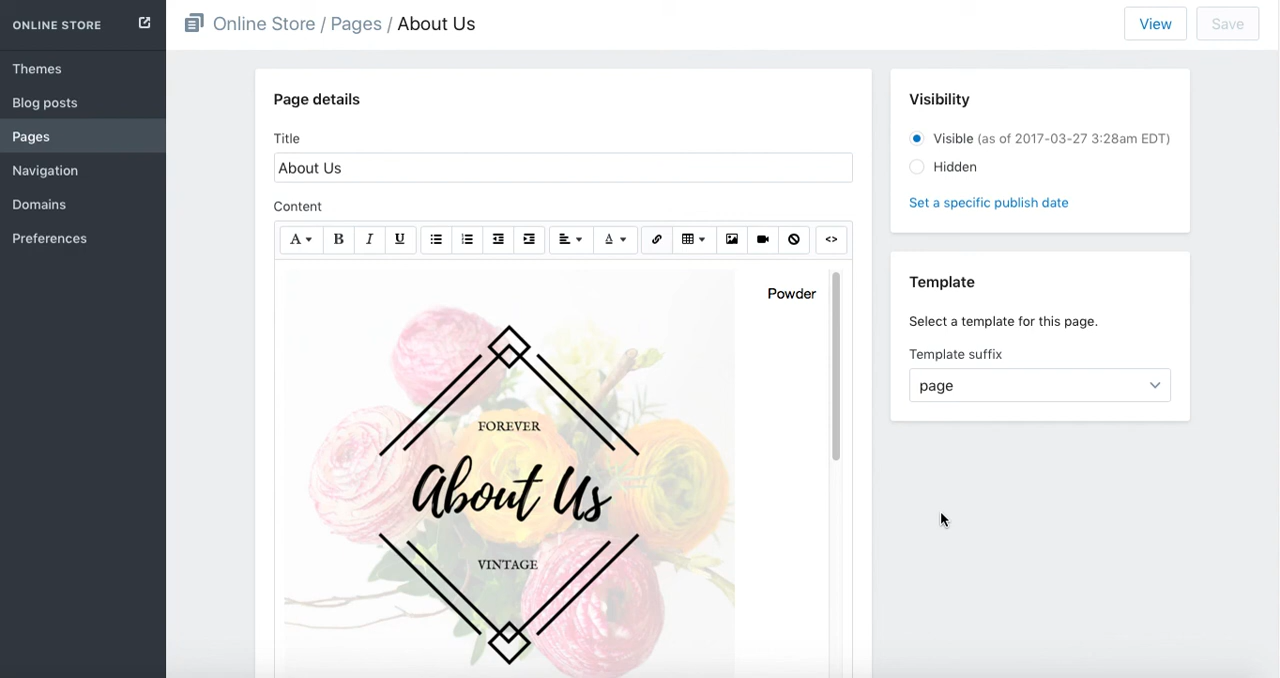 ONLINE STORE
Online Store / Pages / About Us
View
Save
Themes
Blog posts
Pages
Navigation
Domains
Preferences
Page details
Title
About Us
Content
A
B
I
U
A
<>
Powder
FOREVER
About Us
VINTAGE
Visibility
Visible (as of 2017-03-27 3:28am EDT)
Hidden
Set a specific publish date
Template
Select a template for this page.
Template suffix
page